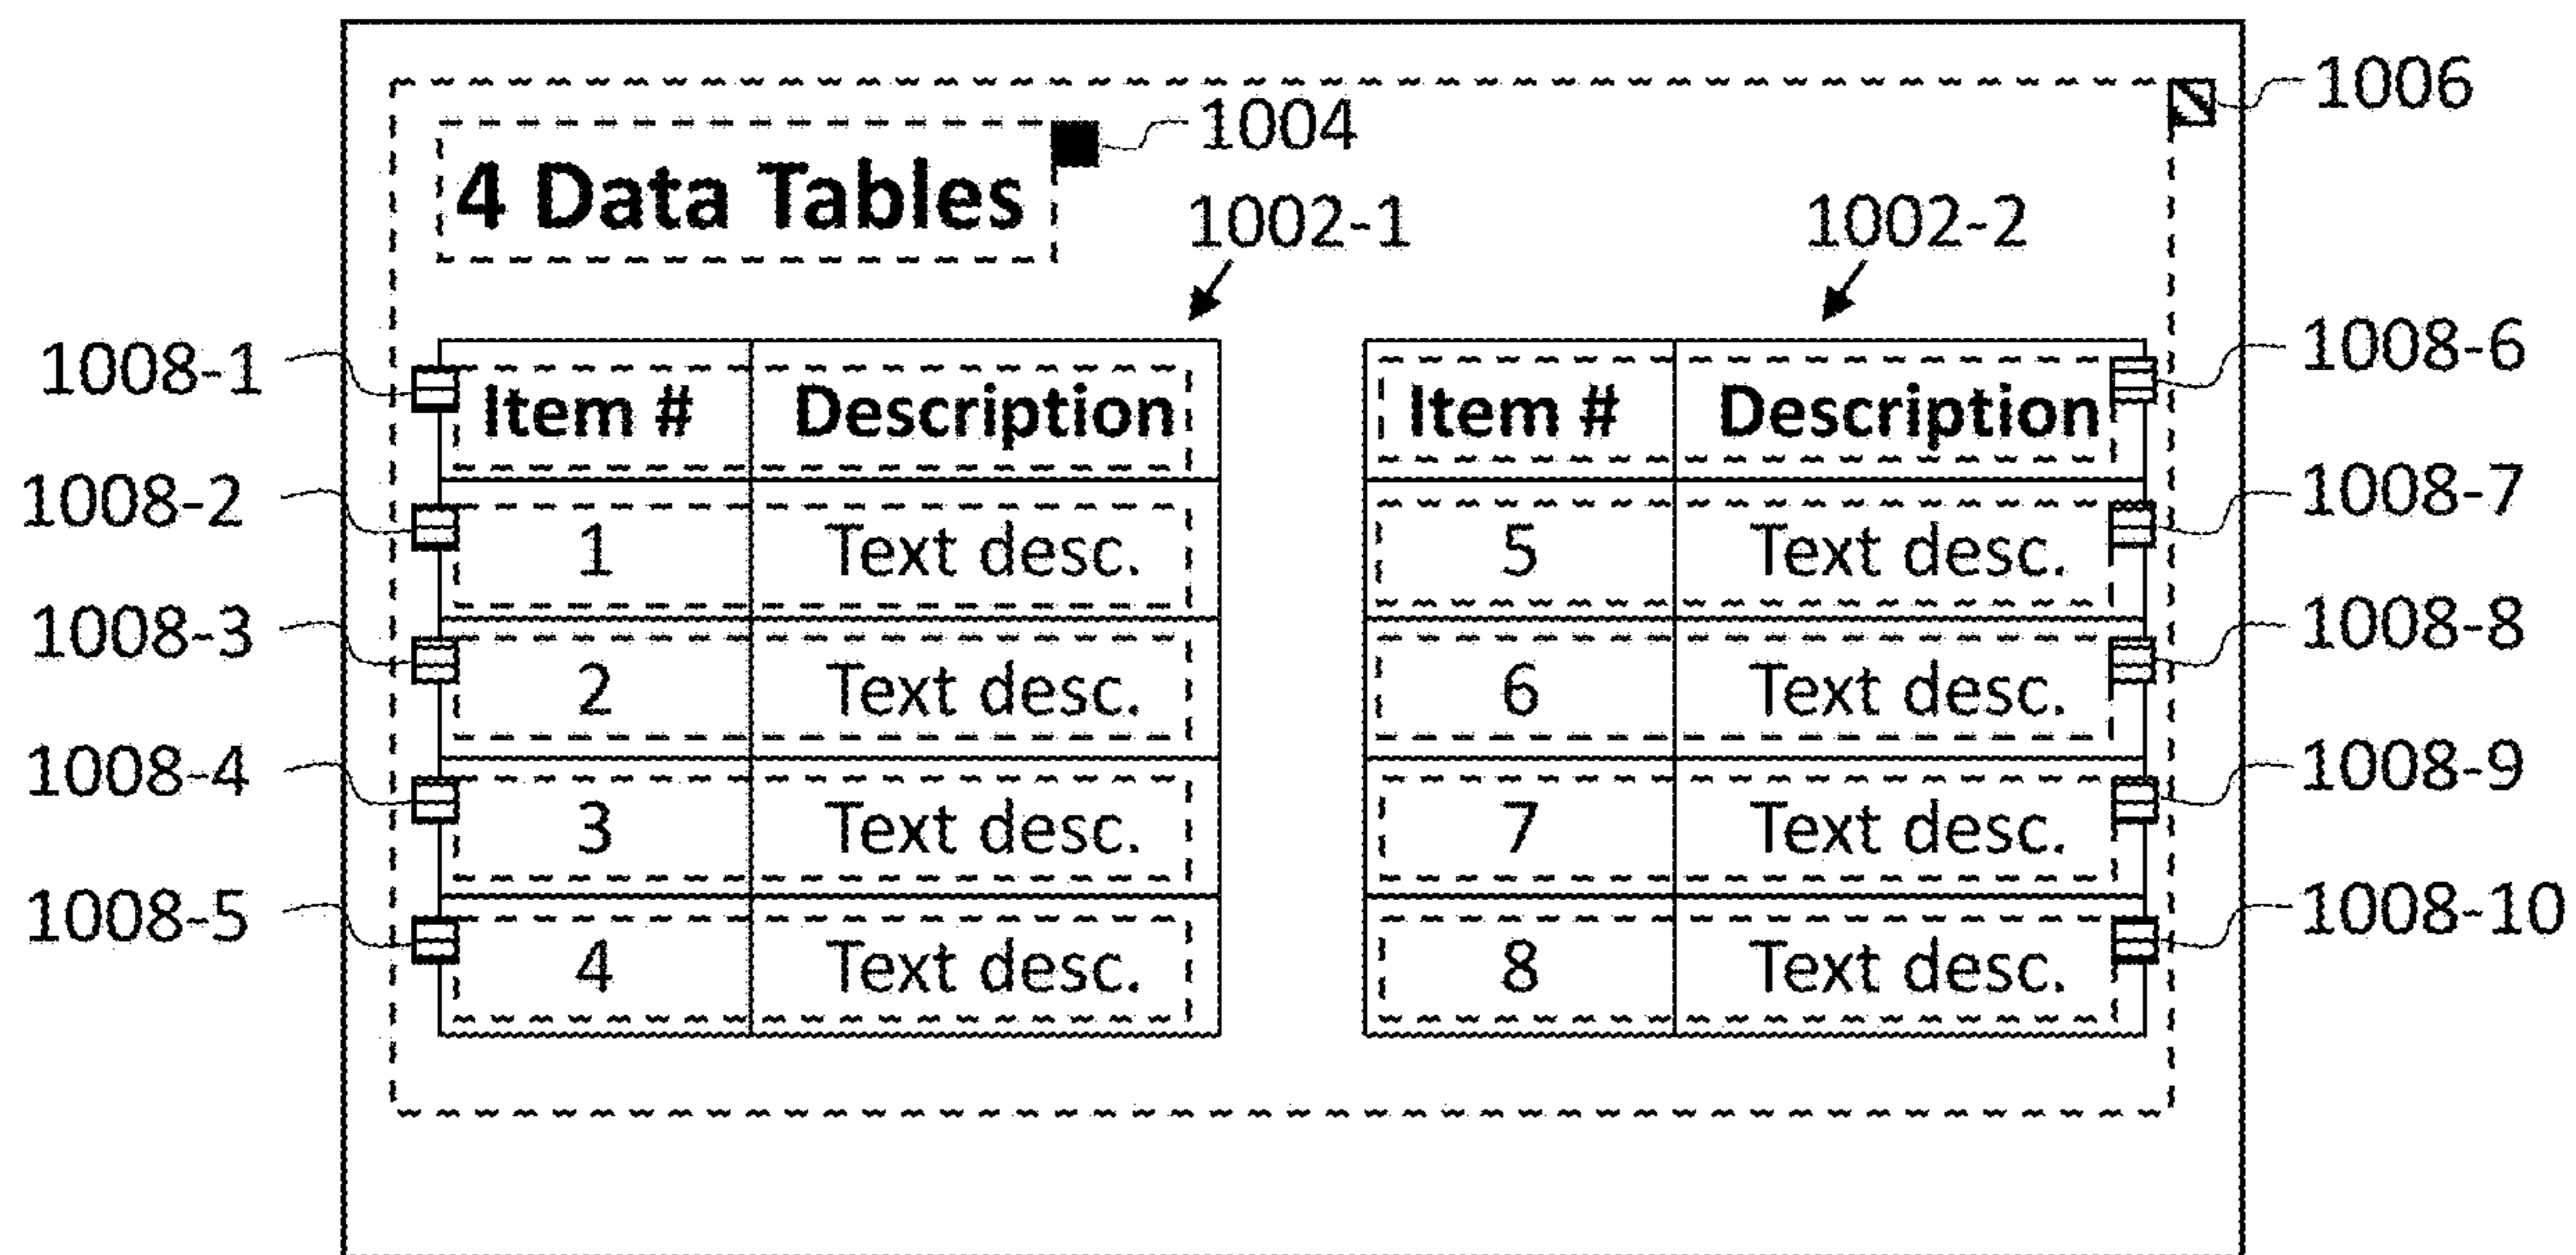 1006
1004
4 Data Tables
1002-1 1002-2
1008-1 Item # Description Item # Description 1008-6
1008-2 1 Text desc. 5 Text desc. 1008-7
1008-3 2 Text desc. 6 Text desc. 1008-8
1008-4 3 Text desc. 7 Text desc. 1008-9
1008-5 4 Text desc. 8 Text desc. 1008-10